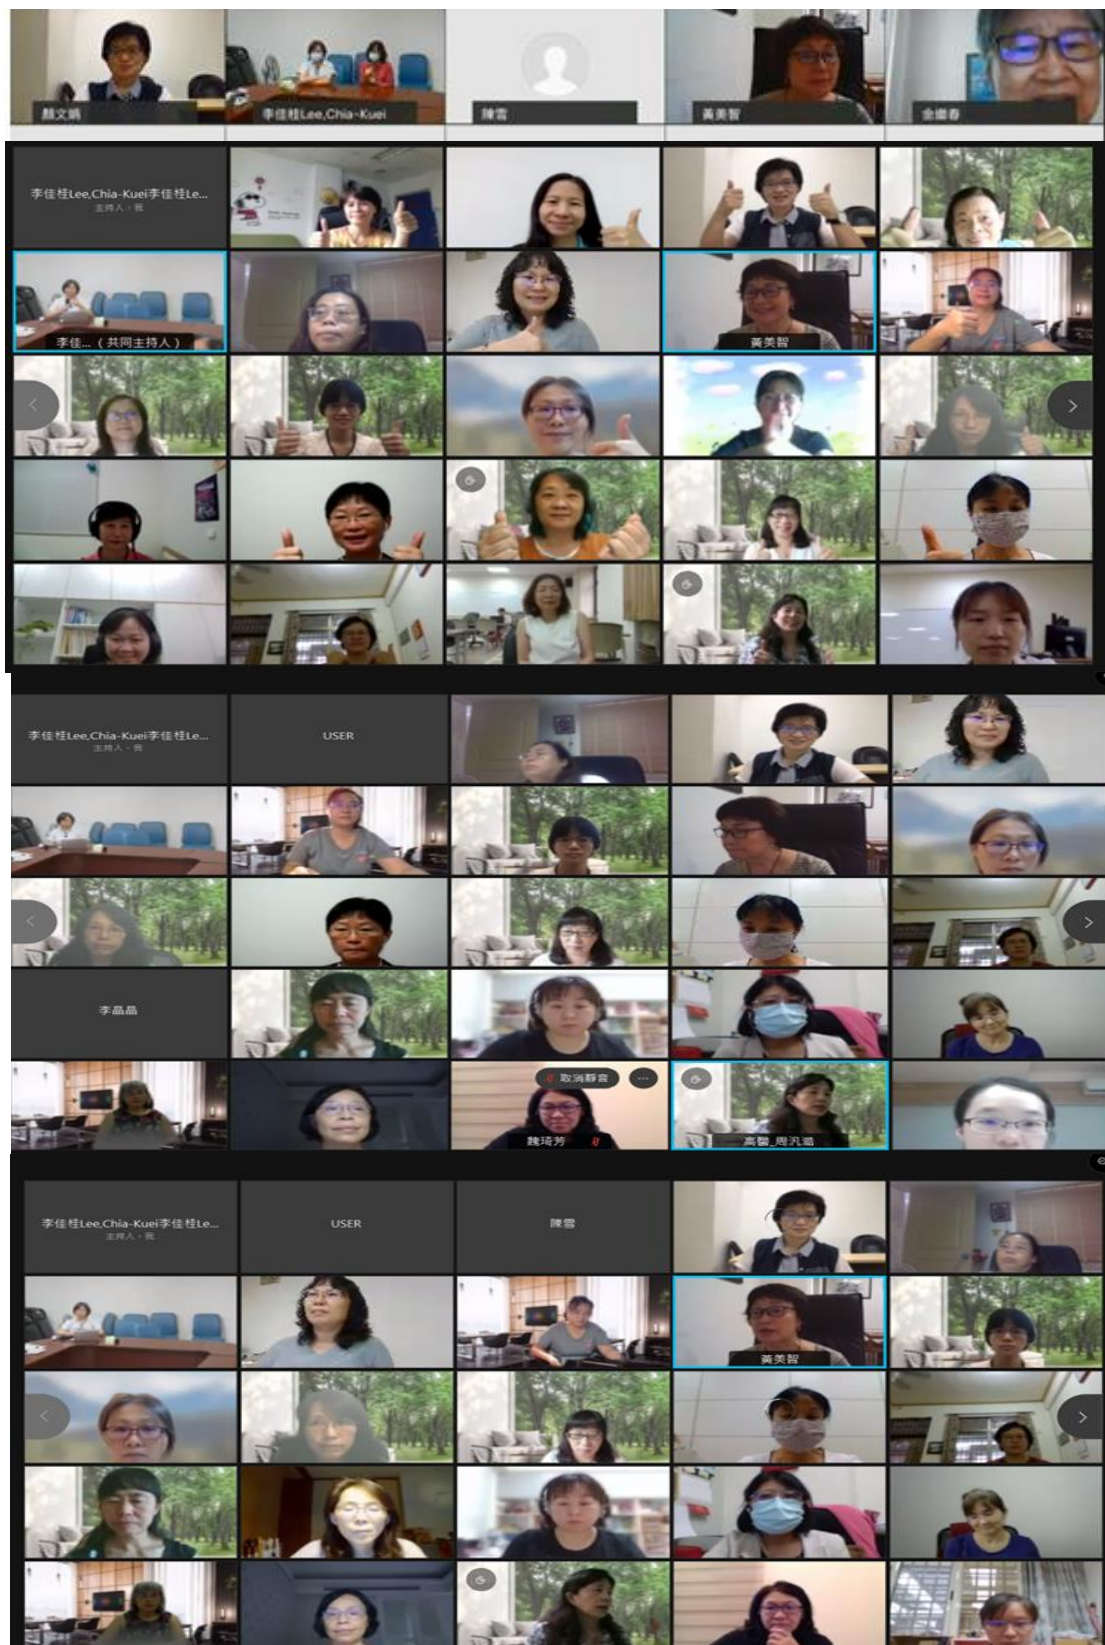 顏文娟
李佳桂Lee,Chia-Kuei
陳雪
黃美智
余繼春
李佳桂Lee,Chia-Kuei李佳桂Le...
主持人，我
李佳...（共同主持人）
黃美智
李佳桂Lee,Chia-Kuei李佳桂Le...
主持人，我
USER
李晶晶
取消靜音
魏琦芳
高醫_周汎澔
李佳桂Lee,Chia-Kuei李佳桂Le...
主持人，我
USER
陳雪
黃美智